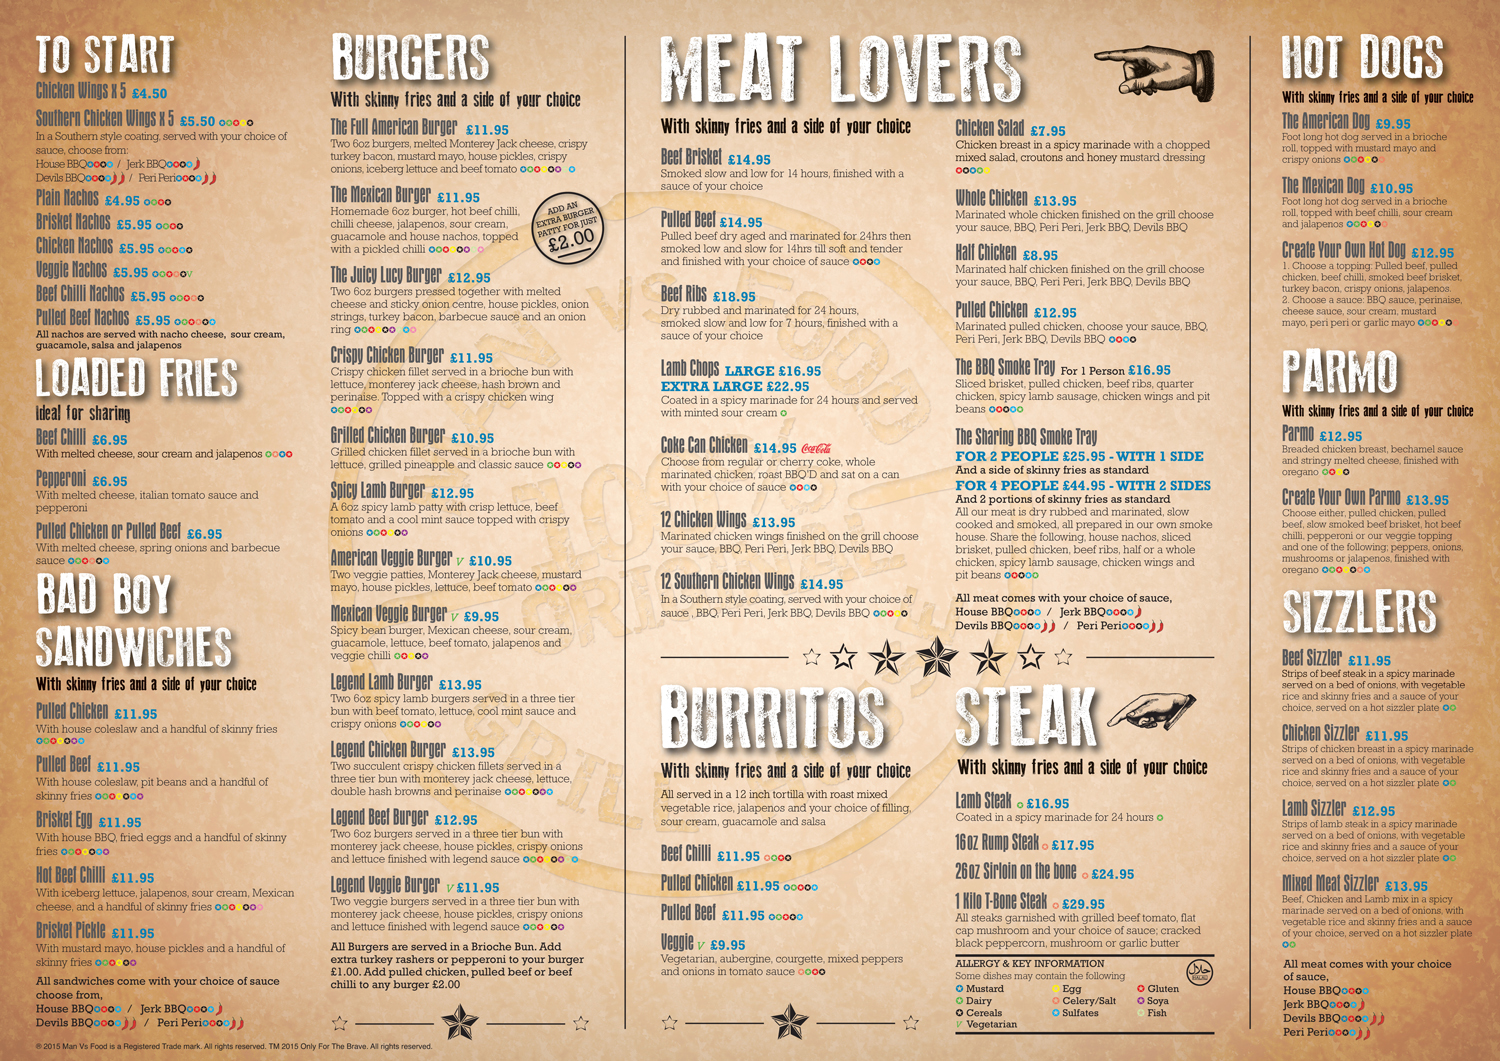 TO START
Chicken Wings x 5 £4.50
Southern Chicken Wings x 5 £5.50
In a Southern style coating, served with your choice of
sauce, choose from:
House BBQ / Jerk BBQ
Devils BBQ / Peri Peri
Plain Nachos £4.95
Brisket Nachos £5.95
Chicken Nachos £5.95
Veggie Nachos £5.95 V
Beef Chilli Nachos £5.95
Pulled Beef Nachos £5.95
All nachos are served with nacho cheese, sour cream,
guacamole, salsa and jalapenos
LOADED FRIES
Ideal for sharing
Beef Chilli £6.95
With melted cheese, sour cream and jalapenos
Pepperoni £6.95
With melted cheese, italian tomato sauce and
pepperoni
Pulled Chicken or Pulled Beef £6.95
With melted cheese, spring onions and barbecue
sauce
BAD BOY
SANDWICHES
With skinny fries and a side of your choice
Pulled Chicken £11.95
With house coleslaw and a handful of skinny fries
Pulled Beef £11.95
With house coleslaw, pit beans and a handful of
skinny fries
Brisket Egg £11.95
With house BBQ, fried eggs and a handful of skinny
fries
Hot Beef Chilli £11.95
With iceberg lettuce, jalapenos, sour cream, Mexican
cheese, and a handful of skinny fries
Brisket Pickle £11.95
With mustard mayo, house pickles and a handful of
skinny fries
All sandwiches come with your choice of sauce
choose from,
House BBQ / Jerk BBQ
Devils BBQ / Peri Peri
® 2015 Man Vs Food is a Registered Trade mark. All rights reserved. TM 2015 Only For The Brave. All rights reserved.
BURGERS
With skinny fries and a side of your choice
The Full American Burger £11.95
Two 6oz burgers, melted Monterey Jack cheese, crispy
turkey bacon, mustard mayo, house pickles, crispy
onions, iceberg lettuce and beef tomato
The Mexican Burger £11.95
Homemade 6oz burger, hot beef chilli,
chilli cheese, jalapenos, sour cream,
guacamole and house nachos, topped
with a pickled chilli
ADD AN
EXTRA BURGER
PATTY FOR JUST
£2.00
The Juicy Lucy Burger £12.95
Two 6oz burgers pressed together with melted
cheese and sticky onion centre, house pickles, onion
strings, turkey bacon, barbecue sauce and an onion
ring
Crispy Chicken Burger £11.95
Crispy chicken fillet served in a brioche bun with
lettuce, monterey jack cheese, hash brown and
perinaise. Topped with a crispy chicken wing
Grilled Chicken Burger £10.95
Grilled chicken fillet served in a brioche bun with
lettuce, grilled pineapple and classic sauce
Spicy Lamb Burger £12.95
A 6oz spicy lamb patty with crisp lettuce, beef
tomato and a cool mint sauce topped with crispy
onions
American Veggie Burger V £10.95
Two veggie patties, Monterey Jack cheese, mustard
mayo, house pickles, lettuce, beef tomato
Mexican Veggie Burger V £9.95
Spicy bean burger, Mexican cheese, sour cream,
guacamole, lettuce, beef tomato, jalapenos and
veggie chilli
Legend Lamb Burger £13.95
Two 6oz spicy lamb burgers served in a three tier
bun with beef tomato, lettuce, cool mint sauce and
crispy onions
Legend Chicken Burger £13.95
Two succulent crispy chicken fillets served in a
three tier bun with monterey jack cheese, lettuce,
double hash browns and perinaise
Legend Beef Burger £12.95
Two 6oz burgers served in a three tier bun with
monterey jack cheese, house pickles, crispy onions
and lettuce finished with legend sauce
Legend Veggie Burger V £11.95
Two veggie burgers served in a three tier bun with
monterey jack cheese, house pickles, crispy onions
and lettuce finished with legend sauce
All Burgers are served in a Brioche Bun. Add
extra turkey rashers or pepperoni to your burger
£1.00. Add pulled chicken, pulled beef or beef
chilli to any burger £2.00
MEAT LOVERS
With skinny fries and a side of your choice
Beef Brisket £14.95
Smoked slow and low for 14 hours, finished with a
sauce of your choice
Pulled Beef £14.95
Pulled beef dry aged and marinated for 24hrs then
smoked low and slow for 14hrs till soft and tender
and finished with your choice of sauce
Beef Ribs £18.95
Dry rubbed and marinated for 24 hours,
smoked slow and low for 7 hours, finished with a
sauce of your choice
Lamb Chops LARGE £16.95
EXTRA LARGE £22.95
Coated in a spicy marinade for 24 hours and served
with minted sour cream
Coke Can Chicken £14.95 Coca-Cola
Choose from regular or cherry coke, whole
marinated chicken, roast BBQ'D and sat on a can
with your choice of sauce
12 Chicken Wings £13.95
Marinated chicken wings finished on the grill choose
your sauce, BBQ, Peri Peri, Jerk BBQ, Devils BBQ
12 Southern Chicken Wings £14.95
In a Southern style coating, served with your choice of
sauce , BBQ, Peri Peri, Jerk BBQ, Devils BBQ
Chicken Salad £7.95
Chicken breast in a spicy marinade with a chopped
mixed salad, croutons and honey mustard dressing
Whole Chicken £13.95
Marinated whole chicken finished on the grill choose
your sauce, BBQ, Peri Peri, Jerk BBQ, Devils BBQ
Half Chicken £8.95
Marinated half chicken finished on the grill choose
your sauce, BBQ, Peri Peri, Jerk BBQ, Devils BBQ
Pulled Chicken £12.95
Marinated pulled chicken, choose your sauce, BBQ,
Peri Peri, Jerk BBQ, Devils BBQ
The BBQ Smoke Tray For 1 Person £16.95
Sliced brisket, pulled chicken, beef ribs, quarter
chicken, spicy lamb sausage, chicken wings and pit
beans
The Sharing BBQ Smoke Tray
FOR 2 PEOPLE £25.95 - WITH 1 SIDE
And a side of skinny fries as standard
FOR 4 PEOPLE £44.95 - WITH 2 SIDES
And 2 portions of skinny fries as standard
All our meat is dry rubbed and marinated, slow
cooked and smoked, all prepared in our own smoke
house. Share the following, house nachos, sliced
brisket, pulled chicken, beef ribs, half or a whole
chicken, spicy lamb sausage, chicken wings and
pit beans
All meat comes with your choice of sauce,
House BBQ / Jerk BBQ
Devils BBQ / Peri Peri
BURRITOS
With skinny fries and a side of your choice
All served in a 12 inch tortilla with roast mixed
vegetable rice, jalapenos and your choice of filling,
sour cream, guacamole and salsa
Beef Chilli £11.95
Pulled Chicken £11.95
Pulled Beef £11.95
Veggie V £9.95
Vegetarian, aubergine, courgette, mixed peppers
and onions in tomato sauce
STEAK
With skinny fries and a side of your choice
Lamb Steak £16.95
Coated in a spicy marinade for 24 hours
16oz Rump Steak £17.95
26oz Sirloin on the bone £24.95
1 Kilo T-Bone Steak £29.95
All steaks garnished with grilled beef tomato, flat
cap mushroom and your choice of sauce; cracked
black peppercorn, mushroom or garlic butter
ALLERGY & KEY INFORMATION
Some dishes may contain the following
Mustard Egg Gluten
Dairy Celery/Salt Soya
Cereals Sulfates Fish
V Vegetarian
حلال
HALAL
HOT DOGS
With skinny fries and a side of your choice
The American Dog £9.95
Foot long hot dog served in a brioche
roll, topped with mustard mayo and
crispy onions
The Mexican Dog £10.95
Foot long hot dog served in a brioche
roll, topped with beef chilli, sour cream
and jalapenos
Create Your Own Hot Dog £12.95
1. Choose a topping: Pulled beef, pulled
chicken, beef chilli, smoked beef brisket,
turkey bacon, crispy onions, jalapenos.
2. Choose a sauce: BBQ sauce, perinaise,
cheese sauce, sour cream, mustard
mayo, peri peri or garlic mayo
PARMO
With skinny fries and a side of your choice
Parmo £12.95
Breaded chicken breast, bechamel sauce
and stringy melted cheese, finished with
oregano
Create Your Own Parmo £13.95
Choose either, pulled chicken, pulled
beef, slow smoked beef brisket, hot beef
chilli, pepperoni or our veggie topping
and one of the following; peppers, onions,
mushrooms or jalapenos, finished with
oregano
SIZZLERS
Beef Sizzler £11.95
Strips of beef steak in a spicy marinade
served on a bed of onions, with vegetable
rice and skinny fries and a sauce of your
choice, served on a hot sizzler plate
Chicken Sizzler £11.95
Strips of chicken breast in a spicy marinade
served on a bed of onions, with vegetable
rice and skinny fries and a sauce of your
choice, served on a hot sizzler plate
Lamb Sizzler £12.95
Strips of lamb steak in a spicy marinade
served on a bed of onions, with vegetable
rice and skinny fries and a sauce of your
choice, served on a hot sizzler plate
Mixed Meat Sizzler £13.95
Beef, Chicken and Lamb mix in a spicy
marinade served on a bed of onions, with
vegetable rice and skinny fries and a sauce
of your choice, served on a hot sizzler plate
All meat comes with your choice
of sauce,
House BBQ
Jerk BBQ
Devils BBQ
Peri Peri